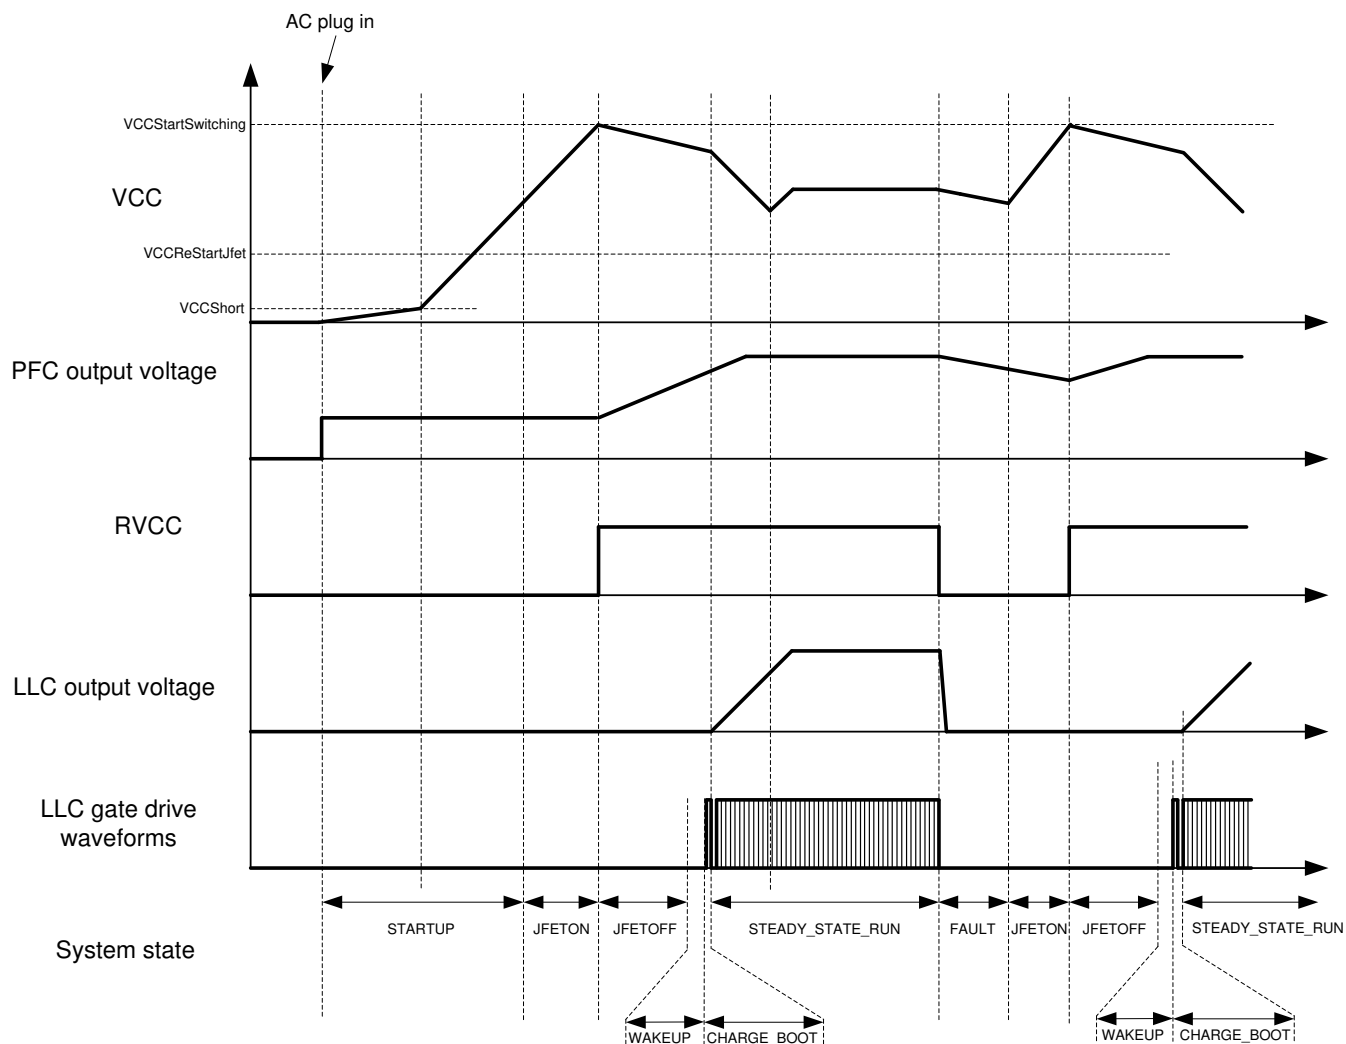 AC plug in
VCCStartSwitching
VCC
VCCReStartJfet
VCCShort
PFC output voltage
RVCC
LLC output voltage
LLC gate drive
waveforms
STARTUP JFETON JFETOFF STEADY_STATE_RUN FAULT JFETON JFETOFF STEADY_STATE_RUN
System state
WAKEUP CHARGE_BOOT WAKEUP CHARGE_BOOT